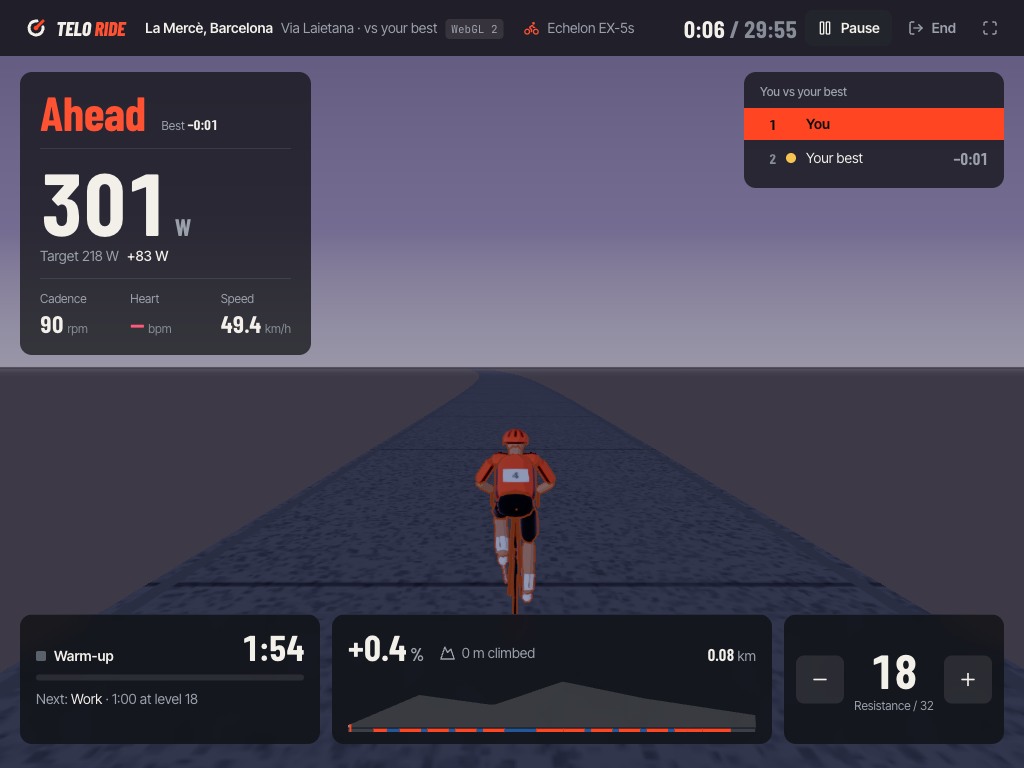 TELO RIDE
La Mercè, Barcelona Via Laietana · vs your best WebGL 2 Echelon EX-5s 0:06 / 29:55 Pause End
Ahead Best −0:01
301 W
Target 218 W +83 W
Cadence Heart Speed
90 rpm – bpm 49.4 km/h
You vs your best
1 You
2 Your best −0:01
4
Warm-up 1:54
Next: Work · 1:00 at level 18
+0.4 % 0 m climbed 0.08 km
− 18 +
Resistance / 32